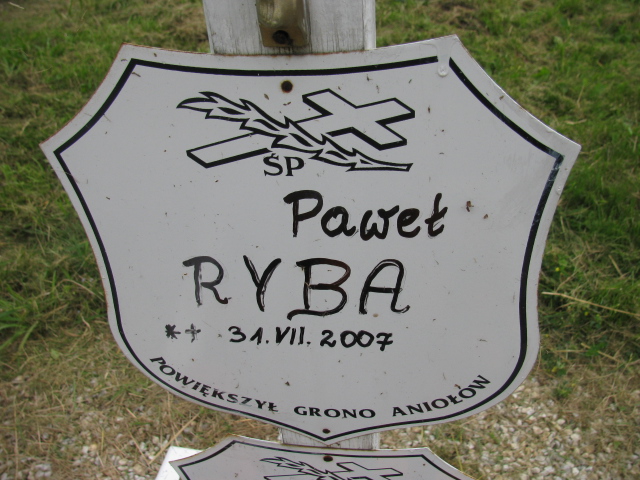 ŚP
Paweł
RYBA
*+ 31.VII.2007
POWIĘKSZYŁ GRONO ANIOŁÓW